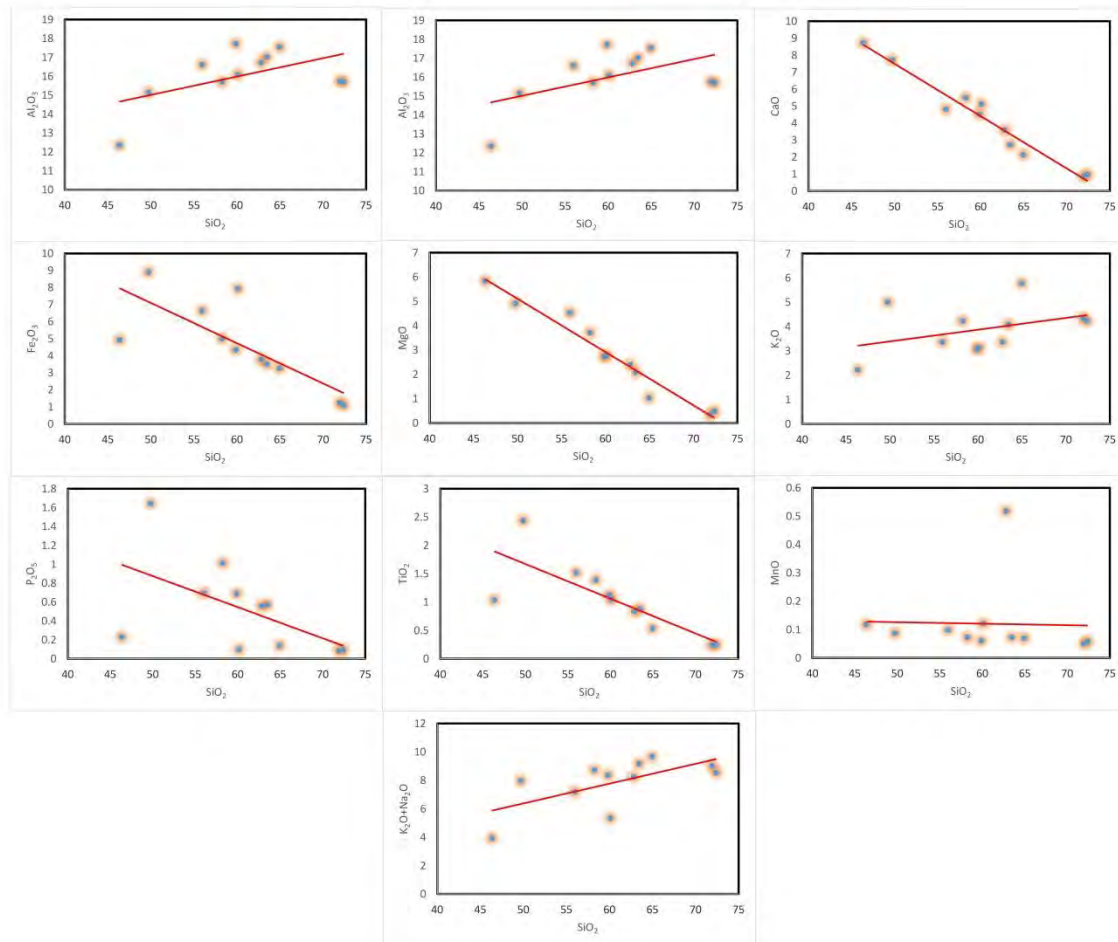 19
18
17
16
15
14
13
12
11
10
Al₂O₃
40 45 50 55 60 65 70 75
SiO₂
19
18
17
16
15
14
13
12
11
10
Al₂O₃
40 45 50 55 60 65 70 75
SiO₂
10
9
8
7
6
5
4
3
2
1
0
CaO
40 45 50 55 60 65 70 75
SiO₂
10
9
8
7
6
5
4
3
2
1
0
Fe₂O₃
40 45 50 55 60 65 70 75
SiO₂
7
6
5
4
3
2
1
0
MgO
40 45 50 55 60 65 70 75
SiO₂
7
6
5
4
3
2
1
0
K₂O
40 45 50 55 60 65 70 75
SiO₂
1.8
1.6
1.4
1.2
1
0.8
0.6
0.4
0.2
0
P₂O₅
40 45 50 55 60 65 70 75
SiO₂
3
2.5
2
1.5
1
0.5
0
TiO₂
40 45 50 55 60 65 70 75
SiO₂
0.6
0.5
0.4
0.3
0.2
0.1
0
MnO
40 45 50 55 60 65 70 75
SiO₂
12
10
8
6
4
2
0
K₂O+Na₂O
40 45 50 55 60 65 70 75
SiO₂